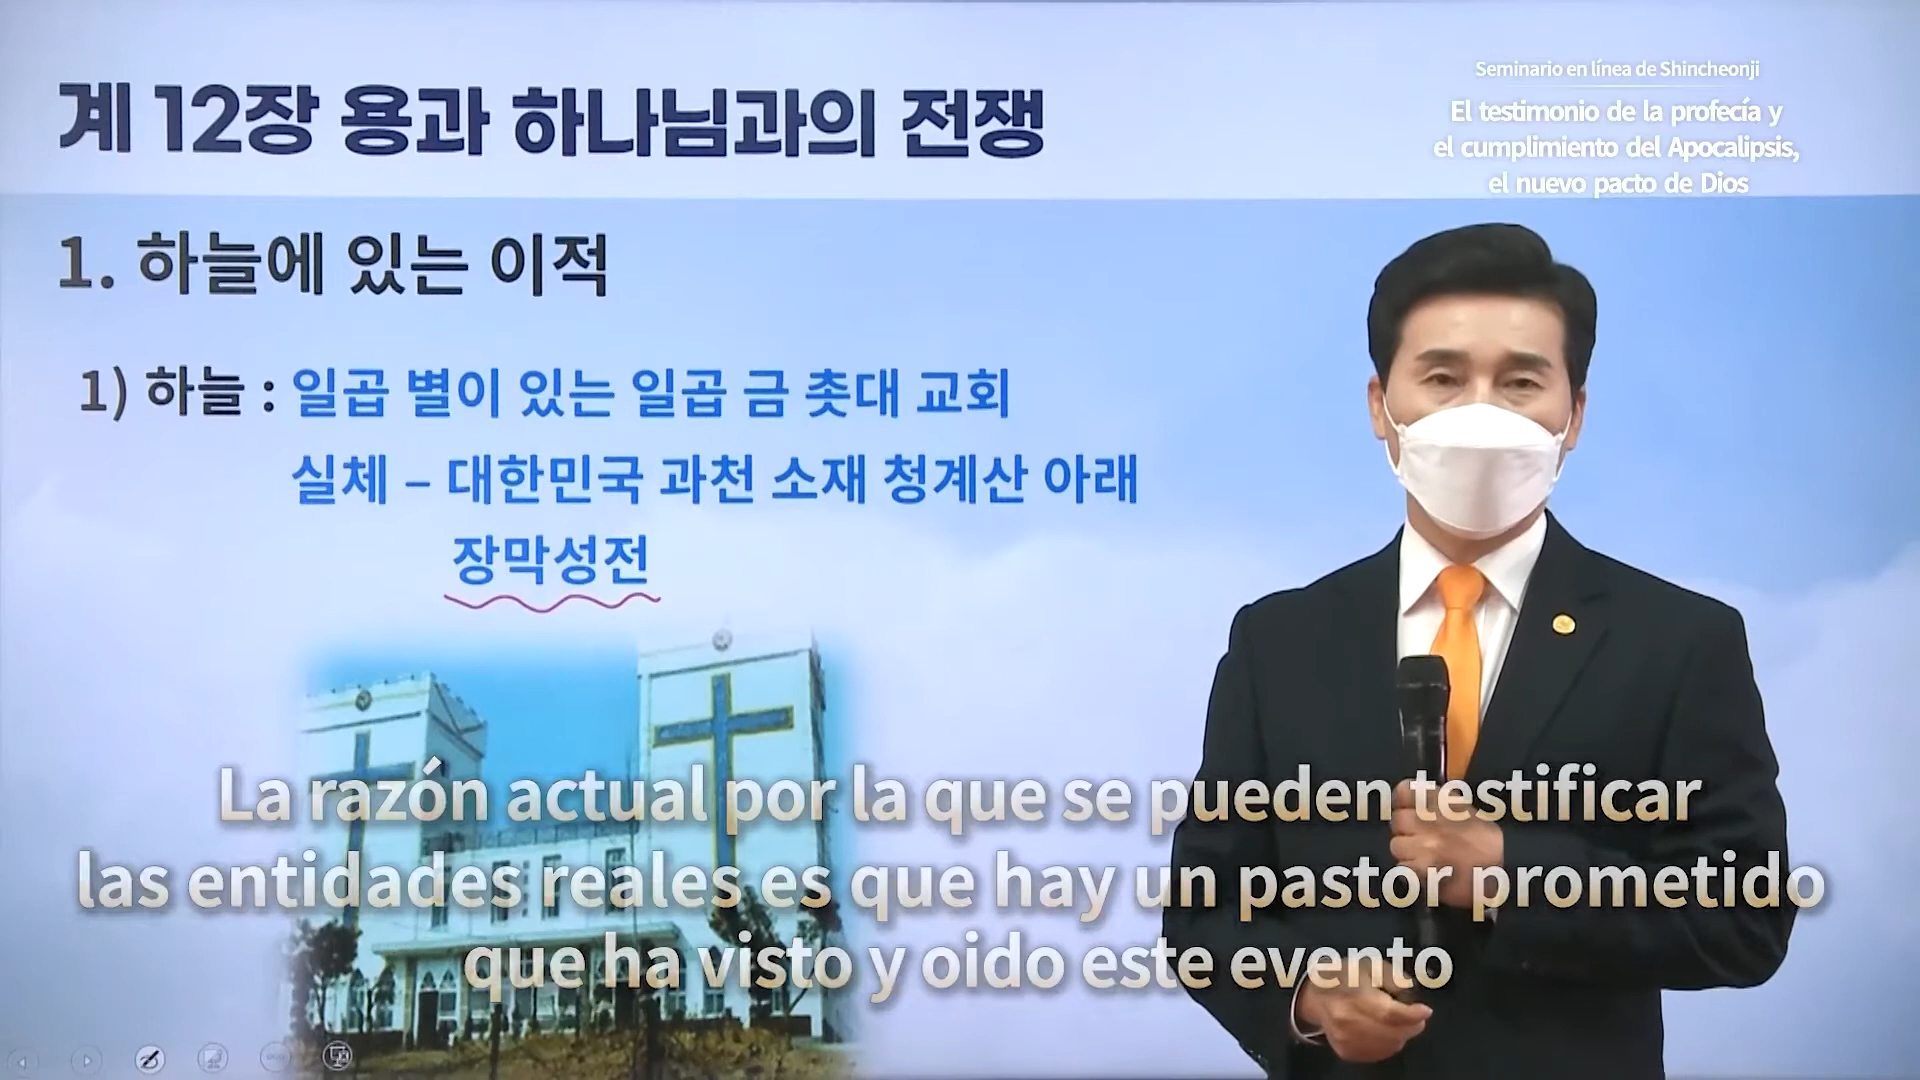 계 12장 용과 하나님과의 전쟁
Seminario en línea de Shincheonji
El testimonio de la profecía y
el cumplimiento del Apocalipsis,
el nuevo pacto de Dios
1. 하늘에 있는 이적
1) 하늘 : 일곱 별이 있는 일곱 금 촛대 교회
실체 – 대한민국 과천 소재 청계산 아래
장막성전
La razón actual por la que se pueden testificar
las entidades reales es que hay un pastor prometido
que ha visto y oido este evento